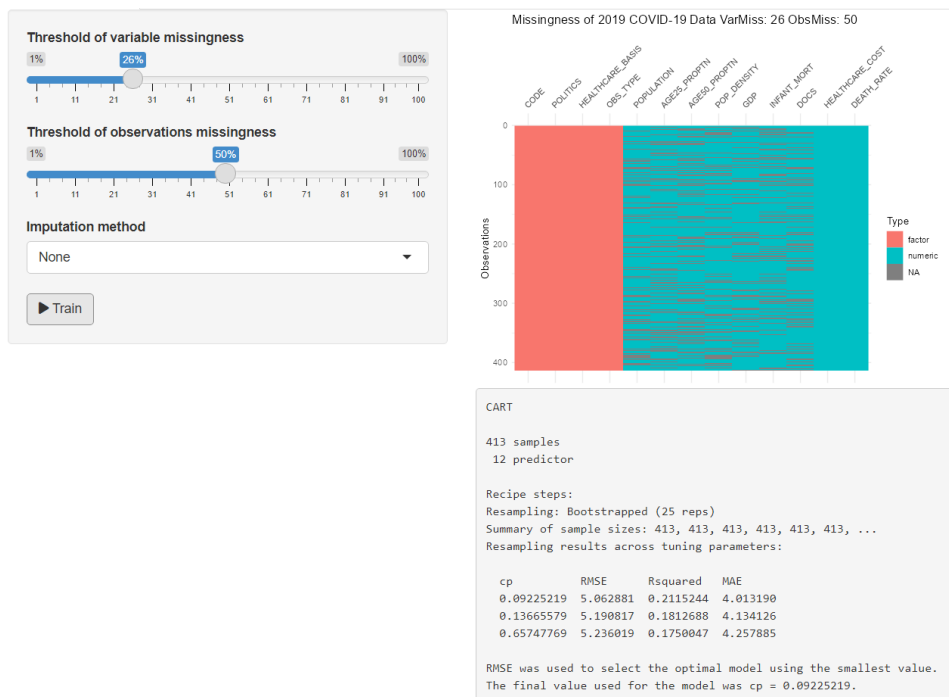 Threshold of variable missingness
1% 26% 100%
1 11 21 31 41 51 61 71 81 91 100
Threshold of observations missingness
1% 50% 100%
1 11 21 31 41 51 61 71 81 91 100
Imputation method
None
Train
Missingness of 2019 COVID-19 Data VarMiss: 26 ObsMiss: 50
CODE
POLITICS
HEALTHCARE_BASIS
OBS_TYPE
POPULATION
AGE25_PROPTN
AGE50_PROPTN
POP_DENSITY
GDP
INFANT_MORT
DOCS
HEALTHCARE_COST
DEATH_RATE
0
100
200
300
400
Observations
Type
factor
numeric
NA
CART
413 samples
12 predictor
Recipe steps:
Resampling: Bootstrapped (25 reps)
Summary of sample sizes: 413, 413, 413, 413, 413, 413, ...
Resampling results across tuning parameters:
cp RMSE Rsquared MAE
0.09225219 5.062881 0.2115244 4.013190
0.13665579 5.190817 0.1812688 4.134126
0.65747769 5.236019 0.1750047 4.257885
RMSE was used to select the optimal model using the smallest value.
The final value used for the model was cp = 0.09225219.